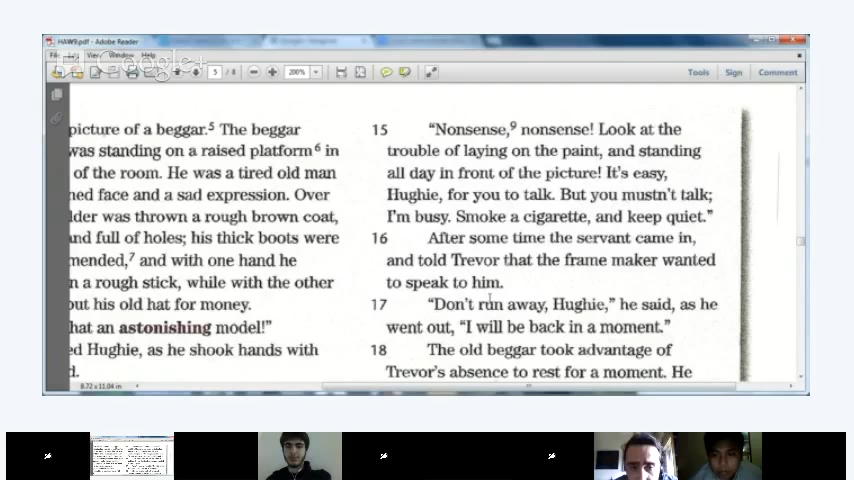 HAW9.pdf - Adobe Reader
File Edit View Window Help
Google+
5 / 8 200%
Tools Sign Comment
picture of a beggar.5 The beggar
was standing on a raised platform6 in
of the room. He was a tired old man
ned face and a sad expression. Over
lder was thrown a rough brown coat,
and full of holes; his thick boots were
mended,7 and with one hand he
n a rough stick, while with the other
out his old hat for money.
hat an astonishing model!"
ed Hughie, as he shook hands with
d.
15 "Nonsense,9 nonsense! Look at the
trouble of laying on the paint, and standing
all day in front of the picture! It's easy,
Hughie, for you to talk. But you mustn't talk;
I'm busy. Smoke a cigarette, and keep quiet."
16 After some time the servant came in,
and told Trevor that the frame maker wanted
to speak to him.
17 "Don't run away, Hughie," he said, as he
went out, "I will be back in a moment."
18 The old beggar took advantage of
Trevor's absence to rest for a moment. He
8.72 x 11.04 in